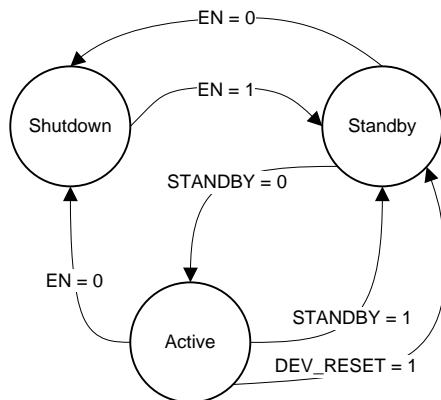 EN = 0
EN = 1
Shutdown
Standby
STANDBY = 0
EN = 0
STANDBY = 1
Active
DEV_RESET = 1